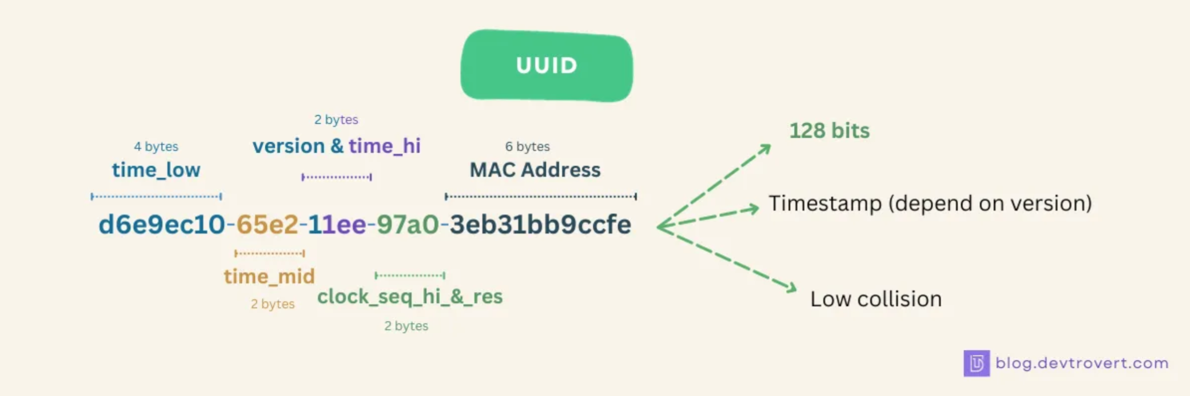 UUID
2 bytes
version & time_hi
4 bytes
time_low
6 bytes
MAC Address
d6e9ec10-65e2-11ee-97a0-3eb31bb9ccfe
time_mid
2 bytes
clock_seq_hi_&_res
2 bytes
128 bits
Timestamp (depend on version)
Low collision
blog.devtrovert.com